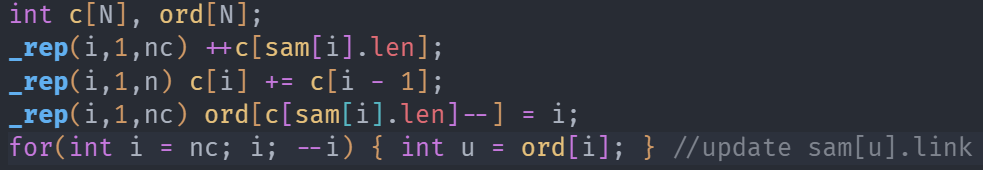 int c[N], ord[N];
_rep(i,1,nc) ++c[sam[i].len];
_rep(i,1,n) c[i] += c[i - 1];
_rep(i,1,nc) ord[c[sam[i].len]--] = i;
for(int i = nc; i; --i) { int u = ord[i]; } //update sam[u].link